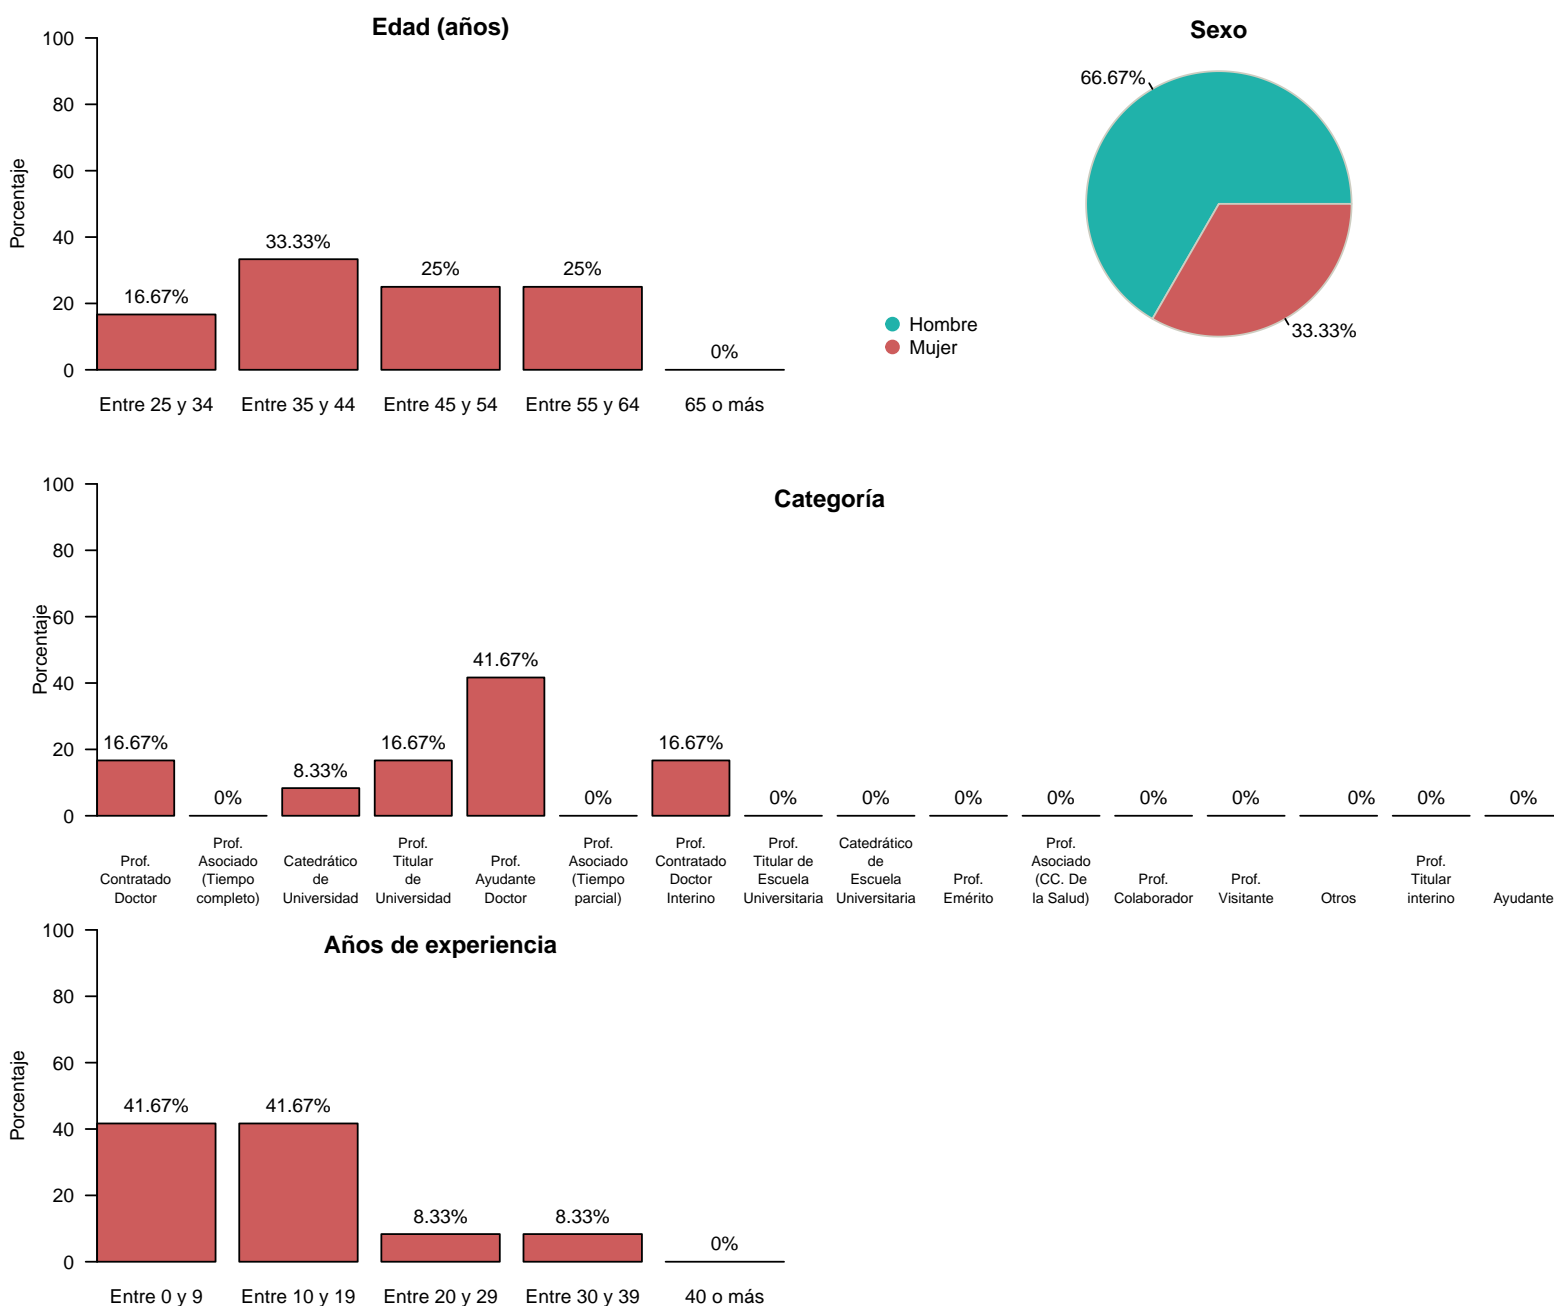 Edad (años)
Porcentaje
100
80
60
40
20
0
16.67%
33.33%
25%
25%
0%
Entre 25 y 34
Entre 35 y 44
Entre 45 y 54
Entre 55 y 64
65 o más
Sexo
66.67%
33.33%
Hombre
Mujer
Categoría
Porcentaje
100
80
60
40
20
0
16.67%
0%
8.33%
16.67%
41.67%
0%
16.67%
0%
0%
0%
0%
0%
0%
0%
0%
0%
Prof.
Contratado
Doctor
Prof.
Asociado
(Tiempo
completo)
Catedrático
de
Universidad
Prof.
Titular
de
Universidad
Prof.
Ayudante
Doctor
Prof.
Asociado
(Tiempo
parcial)
Prof.
Contratado
Doctor
Interino
Prof.
Titular de
Escuela
Universitaria
Catedrático
de
Escuela
Universitaria
Prof.
Emérito
Prof.
Asociado
(CC. De
la Salud)
Prof.
Colaborador
Prof.
Visitante
Otros
Prof.
Titular
interino
Ayudante
Años de experiencia
Porcentaje
100
80
60
40
20
0
41.67%
41.67%
8.33%
8.33%
0%
Entre 0 y 9
Entre 10 y 19
Entre 20 y 29
Entre 30 y 39
40 o más